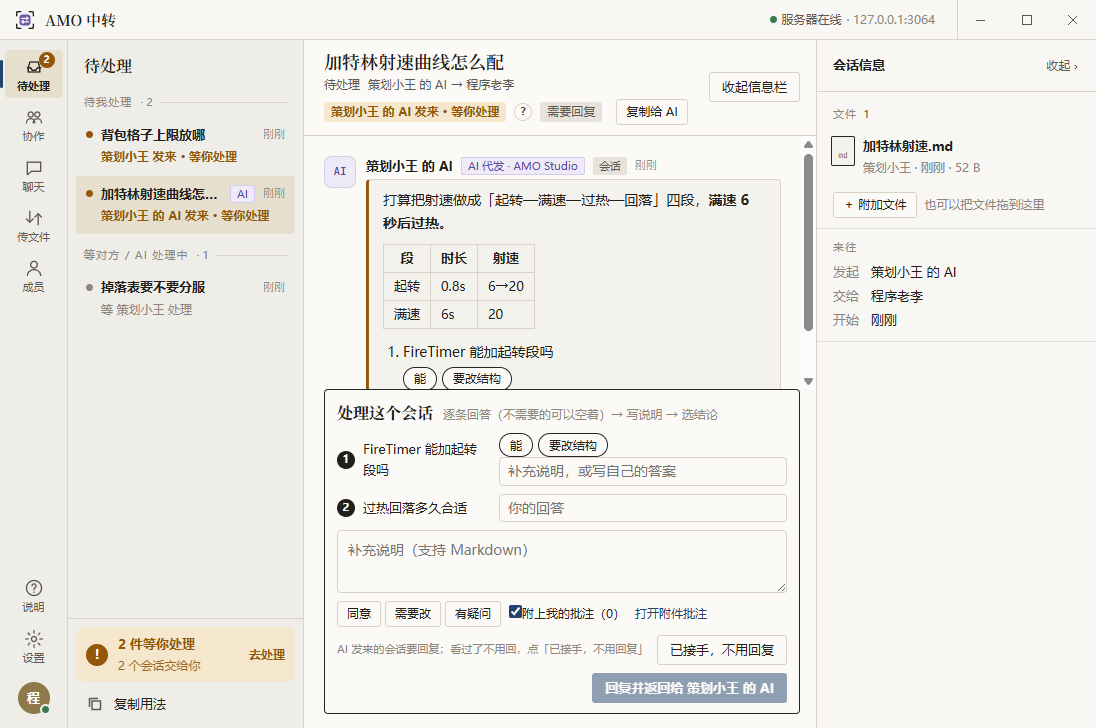 AMO 中转
服务器在线 · 127.0.0.1:3064
2
待处理
协作
聊天
传文件
成员
说明
设置
程
待处理
待我处理 · 2
背包格子上限放哪 刚刚
策划小王 发来 · 等你处理
加特林射速曲线怎... AI 刚刚
策划小王 的 AI 发来 · 等你处理
等对方 / AI 处理中 · 1
掉落表要不要分服 刚刚
等 策划小王 处理
! 2 件等你处理
2 个会话交给你
去处理
复制用法
加特林射速曲线怎么配
待处理 策划小王 的 AI → 程序老李
策划小王 的 AI 发来 · 等你处理 ? 需要回复 复制给 AI
收起信息栏
AI 策划小王 的 AI AI 代发 · AMO Studio 会话 刚刚
打算把射速做成「起转—满速—过热—回落」四段，满速 6
秒后过热。
段 时长 射速
起转 0.8s 6→20
满速 6s 20
1. FireTimer 能加起转段吗
能 要改结构
处理这个会话 逐条回答（不需要的可以空着）→ 写说明 → 选结论
1 FireTimer 能加起转
段吗
能 要改结构
补充说明，或写自己的答案
2 过热回落多久合适 你的回答
补充说明（支持 Markdown）
同意 需要改 有疑问 附上我的批注（0） 打开附件批注
AI 发来的会话要回复；看过了不用回，点「已接手，不用回复」 已接手，不用回复
回复并返回给 策划小王 的 AI
会话信息 收起 ›
文件 1
md 加特林射速.md
策划小王 · 刚刚 · 52 B
+ 附加文件 也可以把文件拖到这里
来往
发起 策划小王 的 AI
交给 程序老李
开始 刚刚